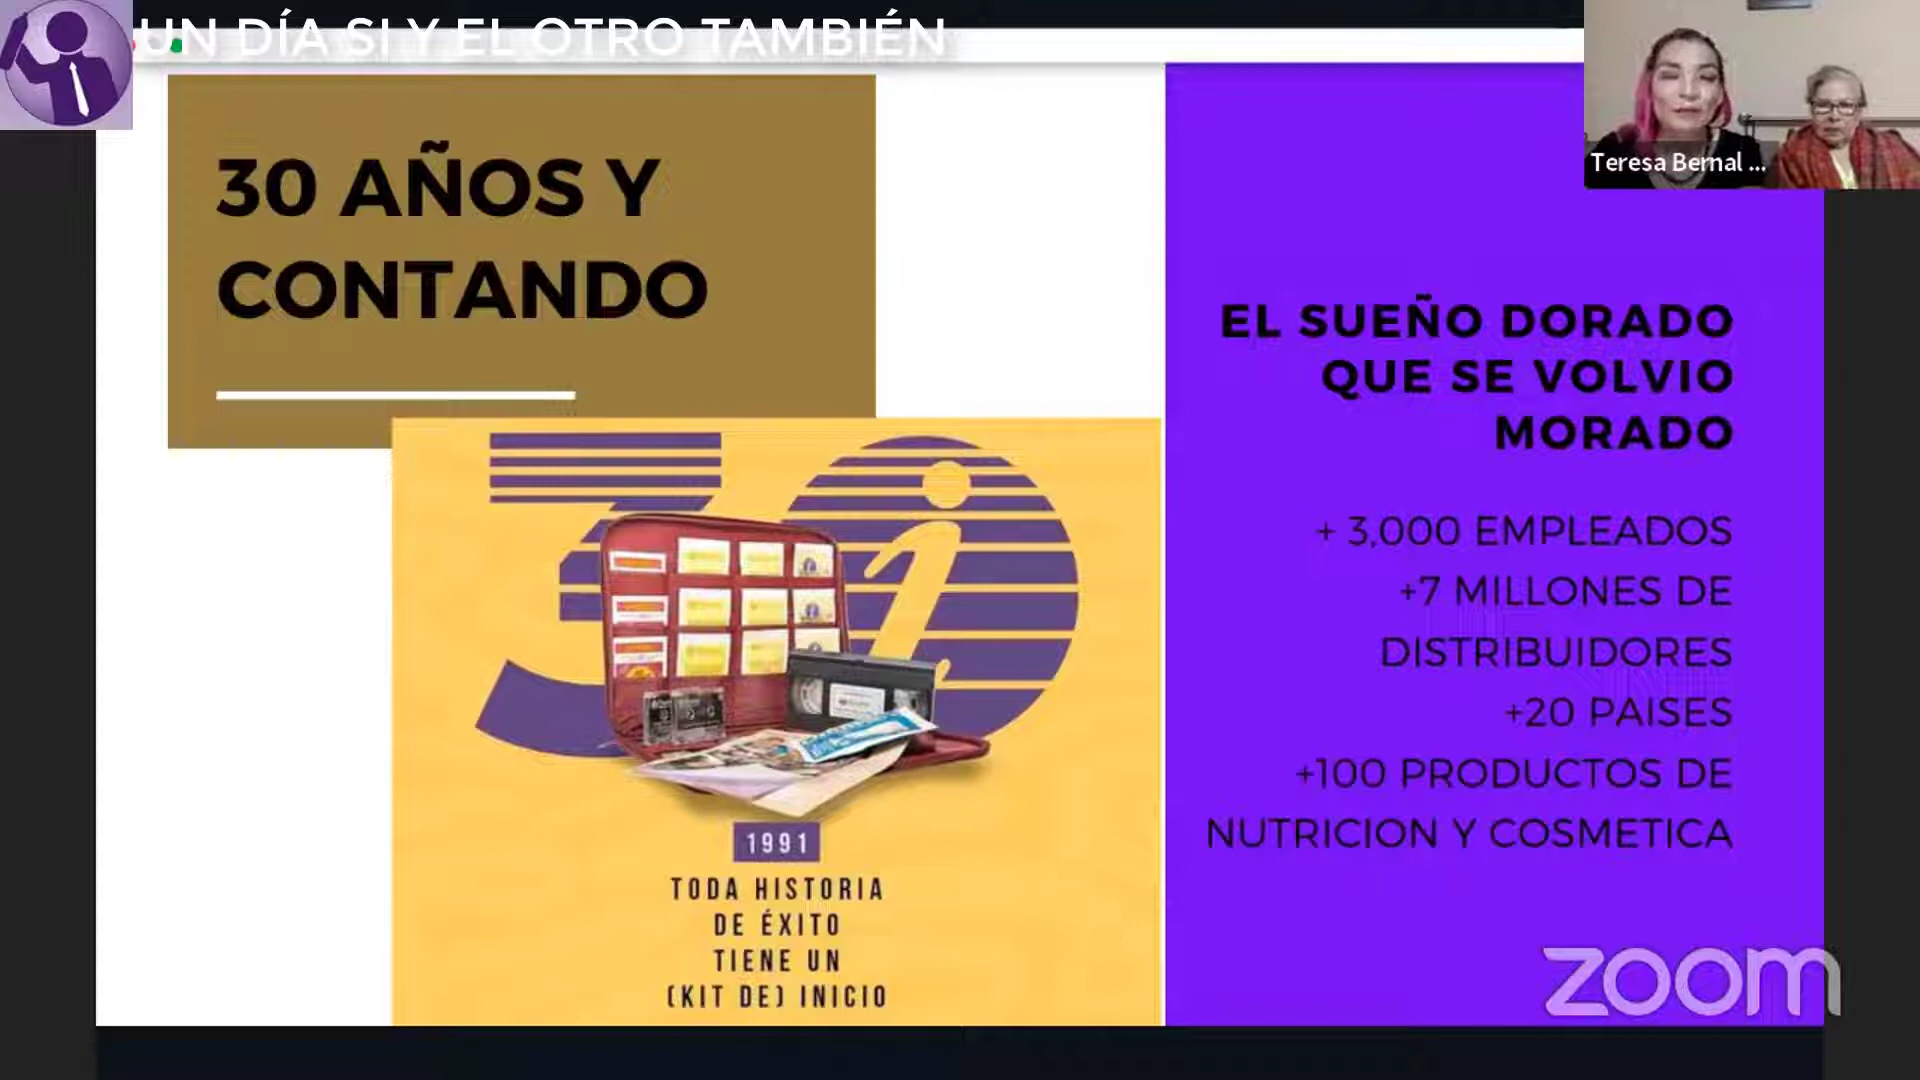 UN DÍA SI Y EL OTRO TAMBIÉN
30 AÑOS Y
CONTANDO
30
1991
TODA HISTORIA
DE ÉXITO
TIENE UN
(KIT DE) INICIO
EL SUEÑO DORADO
QUE SE VOLVIO
MORADO
+ 3,000 EMPLEADOS
+7 MILLONES DE
DISTRIBUIDORES
+20 PAISES
+100 PRODUCTOS DE
NUTRICION Y COSMETICA
Teresa Bernal ...
zoom